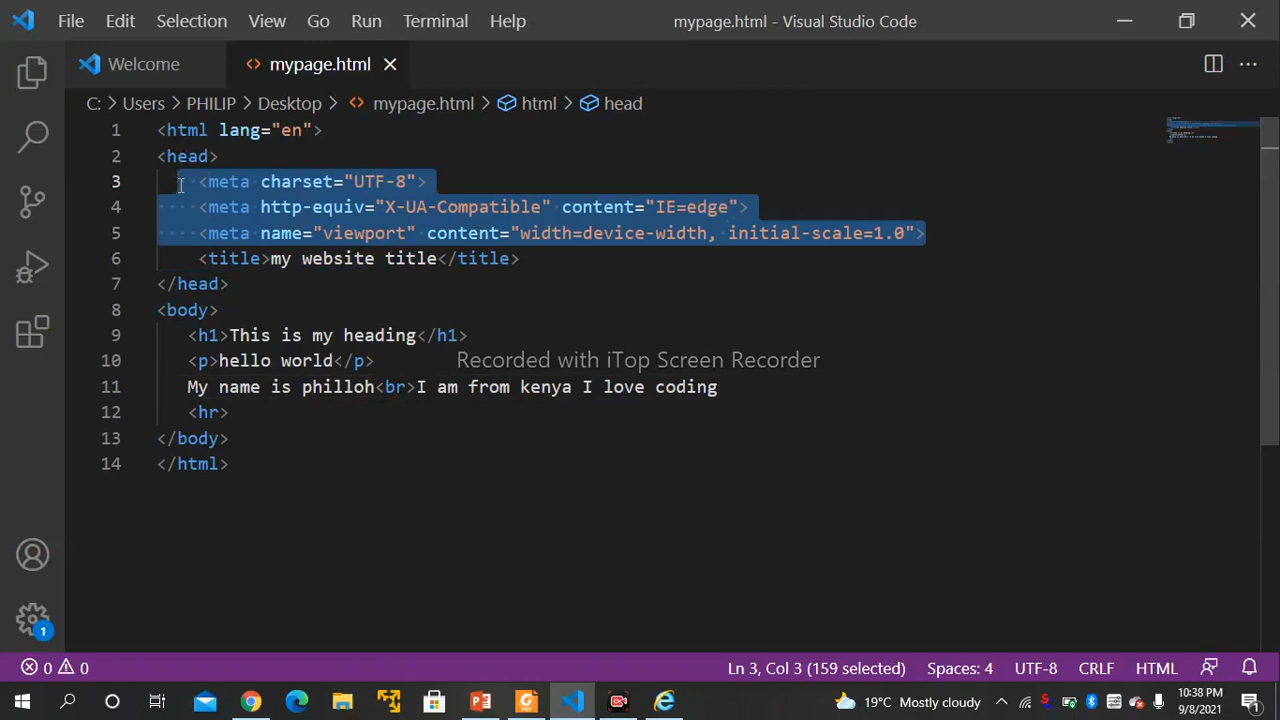 File Edit Selection View Go Run Terminal Help mypage.html - Visual Studio Code
Welcome mypage.html
C: > Users > PHILIP > Desktop > mypage.html > html > head
1 <html lang="en">
2 <head>
3 <meta charset="UTF-8">
4 <meta http-equiv="X-UA-Compatible" content="IE=edge">
5 <meta name="viewport" content="width=device-width, initial-scale=1.0">
6 <title>my website title</title>
7 </head>
8 <body>
9 <h1>This is my heading</h1>
10 <p>hello world</p>
Recorded with iTop Screen Recorder
11 My name is philloh<br>I am from kenya I love coding
12 <hr>
13 </body>
14 </html>
1
0 0 Ln 3, Col 3 (159 selected) Spaces: 4 UTF-8 CRLF HTML
19°C Mostly cloudy 10:38 PM
9/8/2021